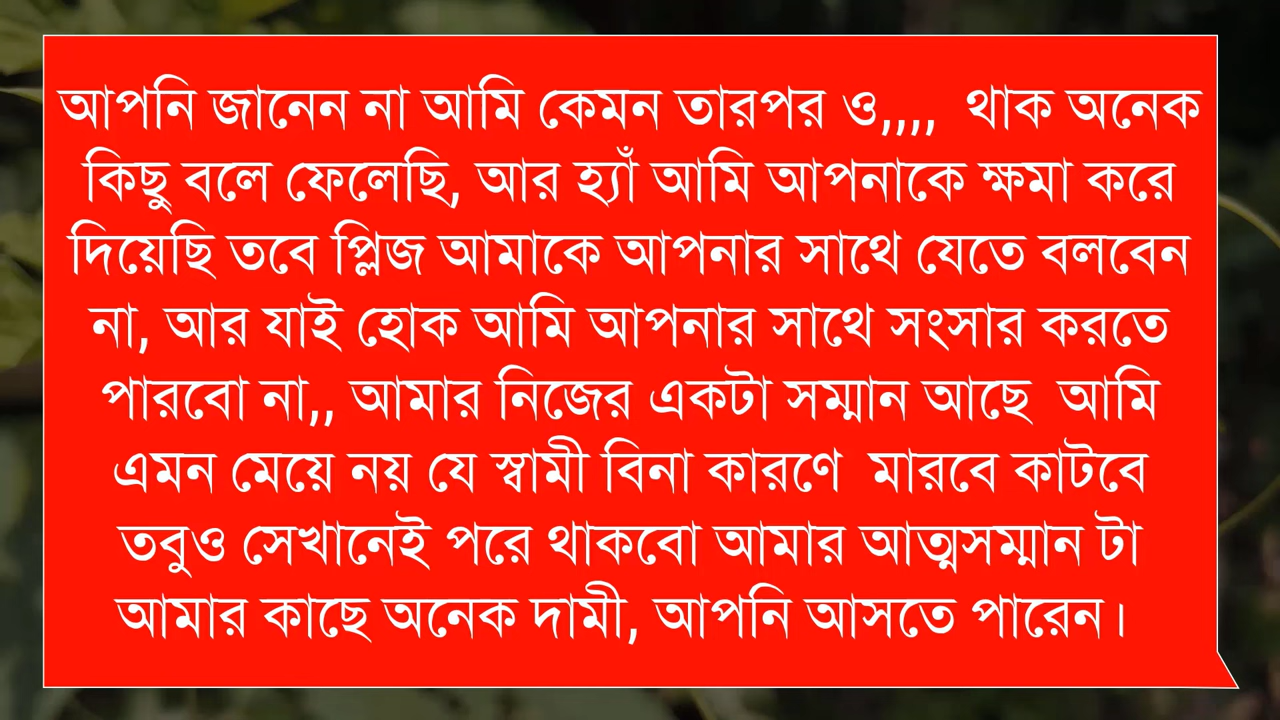 আপনি জানেন না আমি কেমন তারপর ও,,,, থাক অনেক
কিছু বলে ফেলেছি, আর হ্যাঁ আমি আপনাকে ক্ষমা করে
দিয়েছি তবে প্লিজ আমাকে আপনার সাথে যেতে বলবেন
না, আর যাই হোক আমি আপনার সাথে সংসার করতে
পারবো না,, আমার নিজের একটা সম্মান আছে আমি
এমন মেয়ে নয় যে স্বামী বিনা কারণে মারবে কাটবে
তবুও সেখানেই পরে থাকবো আমার আত্মসম্মান টা
আমার কাছে অনেক দামী, আপনি আসতে পারেন।